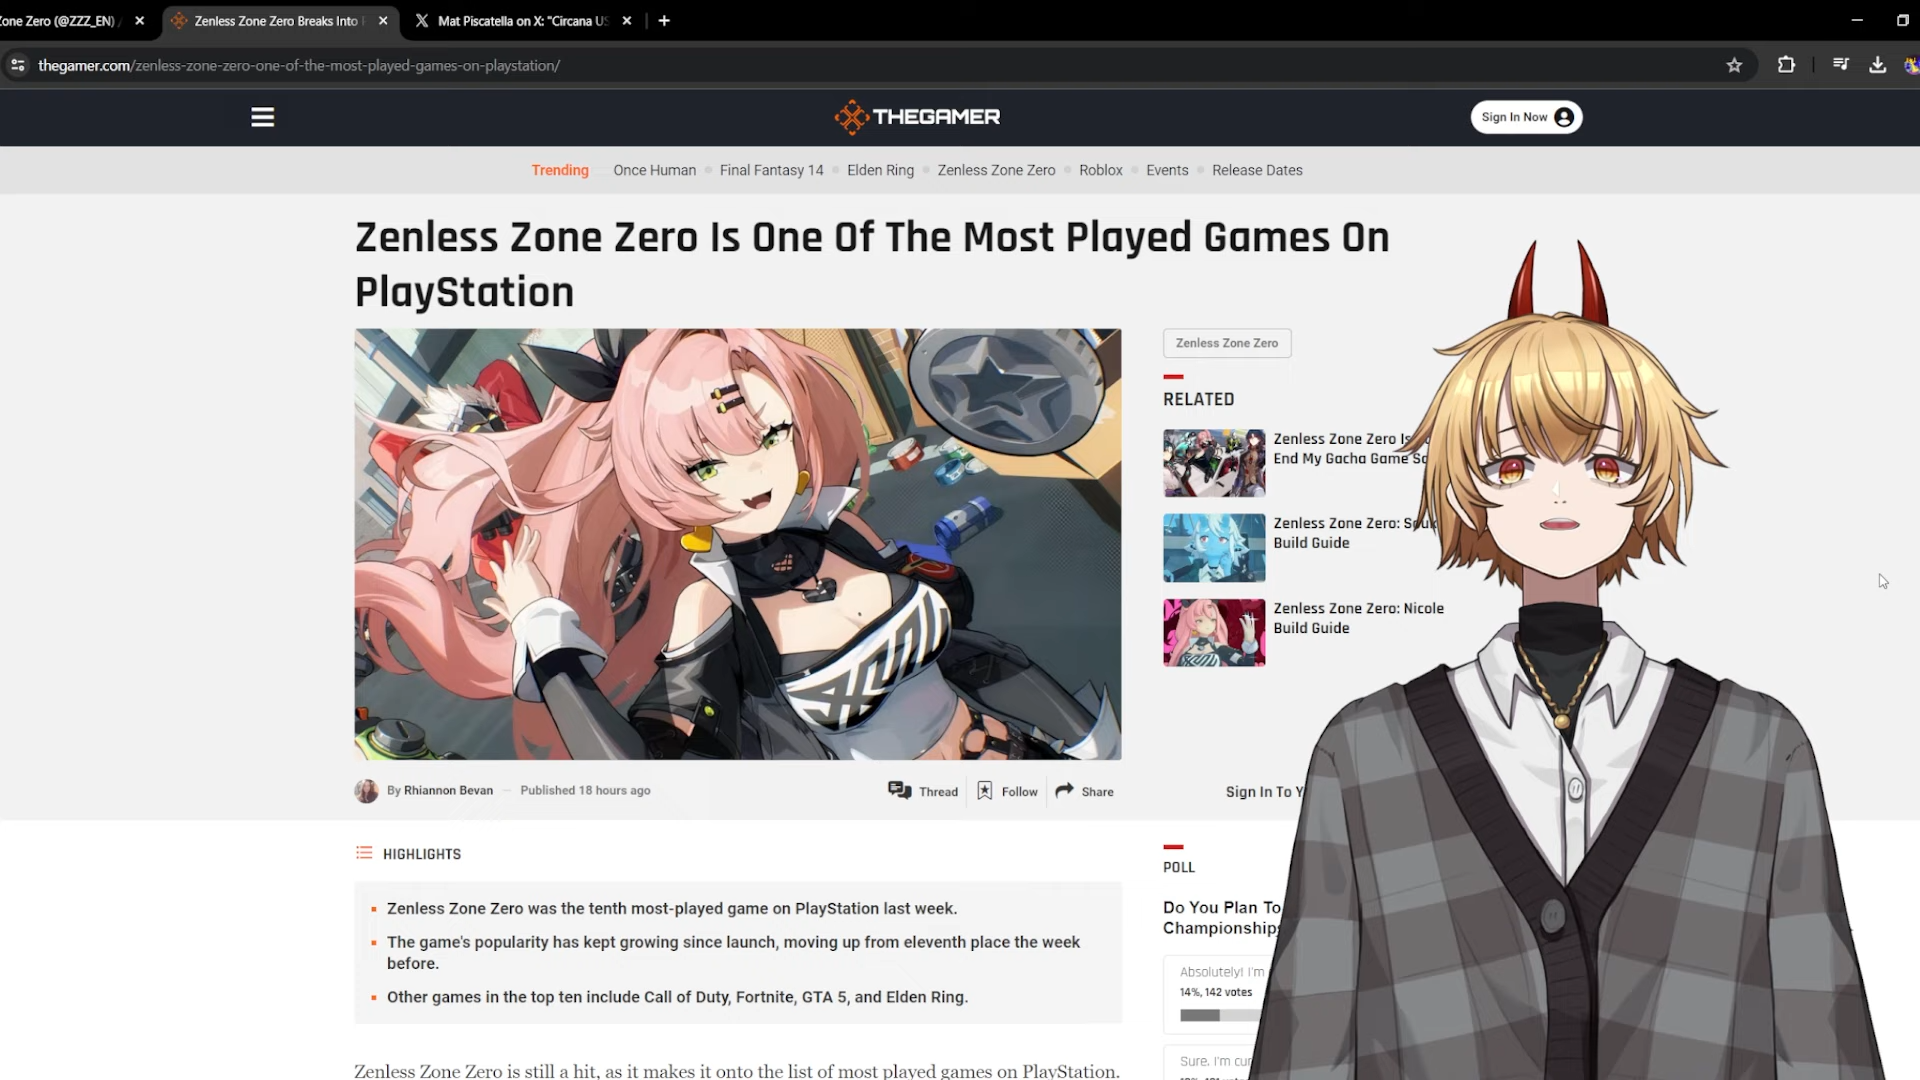 one Zero (@ZZZ_EN)
Zenless Zone Zero Breaks Into
Mat Piscatella on X: "Circana US
thegamer.com/zenless-zone-zero-one-of-the-most-played-games-on-playstation/
THEGAMER
Sign In Now
Trending Once Human Final Fantasy 14 Elden Ring Zenless Zone Zero Roblox Events Release Dates
Zenless Zone Zero Is One Of The Most Played Games On
PlayStation
Zenless Zone Zero
RELATED
Zenless Zone Zero Is
End My Gacha Game
Zenless Zone Zero:
Build Guide
Zenless Zone Zero: Nicole
Build Guide
By Rhiannon Bevan — Published 18 hours ago
Thread Follow Share
Sign In To Y
HIGHLIGHTS
Zenless Zone Zero was the tenth most-played game on PlayStation last week.
The game's popularity has kept growing since launch, moving up from eleventh place the week
before.
Other games in the top ten include Call of Duty, Fortnite, GTA 5, and Elden Ring.
Zenless Zone Zero is still a hit, as it makes it onto the list of most played games on PlayStation.
POLL
Do You Plan To
Championship
Absolutely! I'm
14%, 142 votes
Sure. I'm